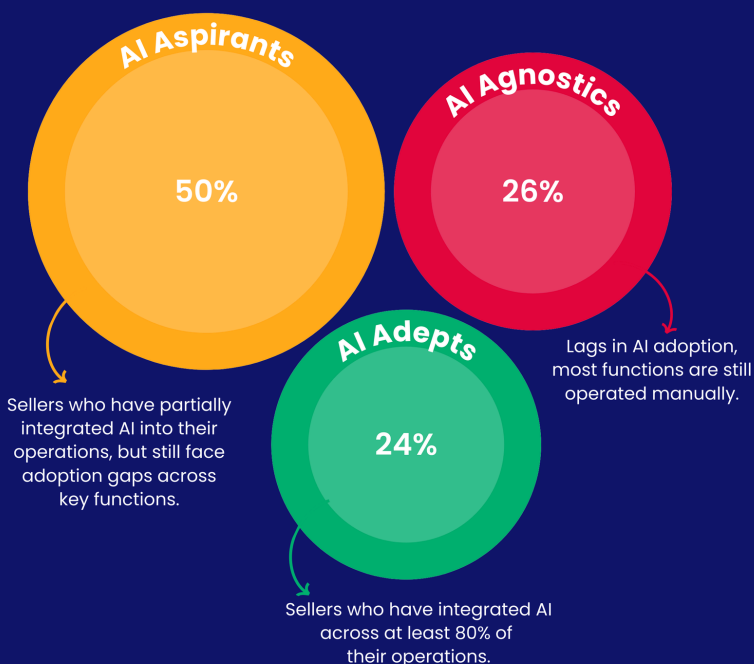 AI Aspirants
50%
Sellers who have partially
integrated AI into their
operations, but still face
adoption gaps across
key functions.
AI Agnostics
26%
Lags in AI adoption,
most functions are still
operated manually.
AI Adepts
24%
Sellers who have integrated AI
across at least 80% of
their operations.